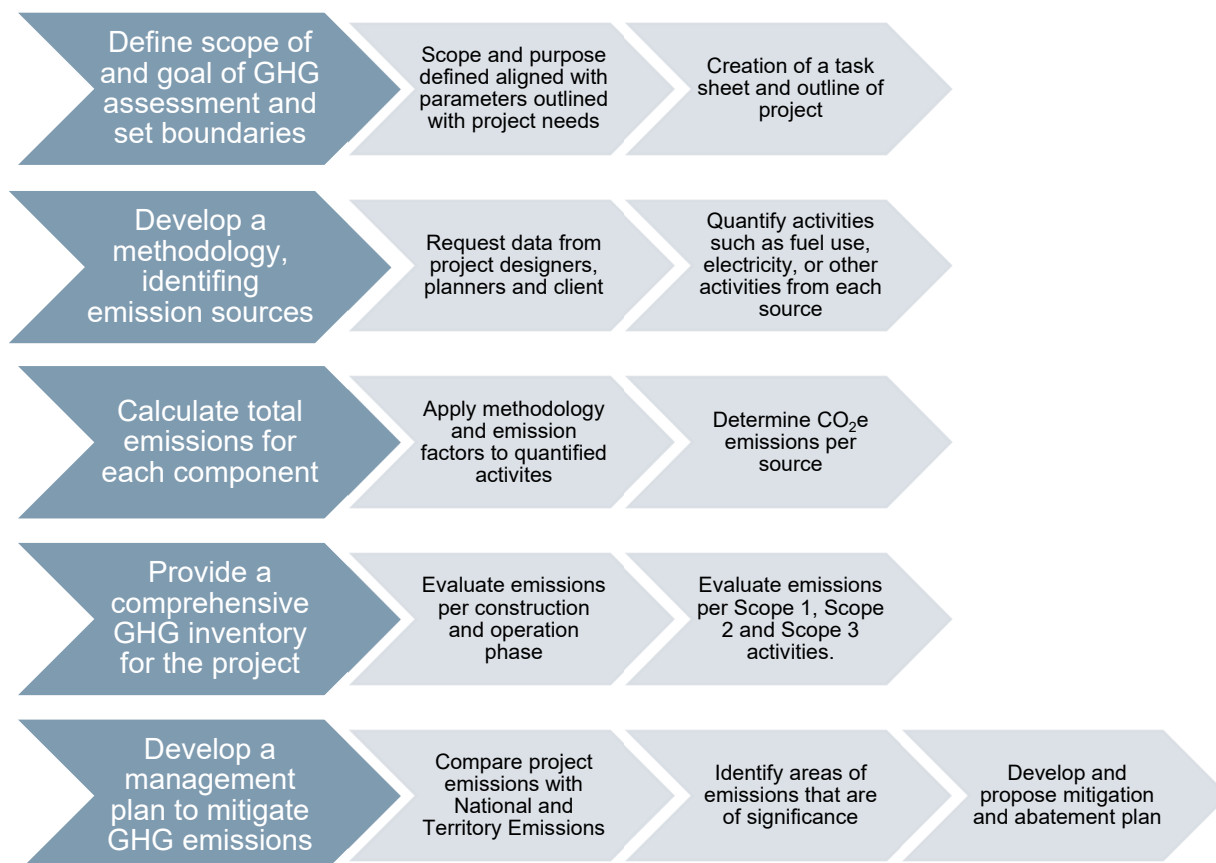 Define scope of
and goal of GHG
assessment and
set boundaries
Scope and purpose
defined aligned with
parameters outlined
with project needs
Creation of a task
sheet and outline of
project
Develop a
methodology,
identifing
emission sources
Request data from
project designers,
planners and client
Quantify activities
such as fuel use,
electricity, or other
activities from each
source
Calculate total
emissions for
each component
Apply methodology
and emission
factors to quantified
activites
Determine CO₂e
emissions per
source
Provide a
comprehensive
GHG inventory
for the project
Evaluate emissions
per construction
and operation
phase
Evaluate emissions
per Scope 1, Scope
2 and Scope 3
activities.
Develop a
management
plan to mitigate
GHG emissions
Compare project
emissions with
National and
Territory Emissions
Identify areas of
emissions that are
of significance
Develop and
propose mitigation
and abatement plan